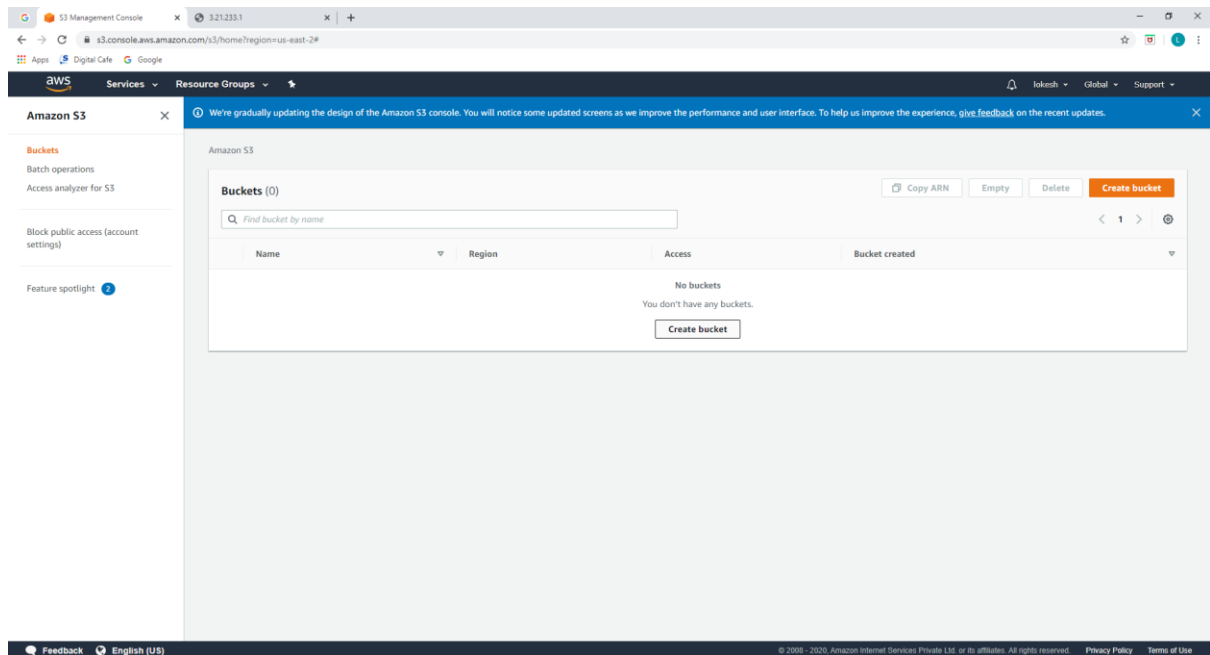 S3 Management Console
3.21.233.1
s3.console.aws.amazon.com/s3/home?region=us-east-2#
L
Apps Digital Cafe Google
aws Services Resource Groups lokesh Global Support
Amazon S3
We're gradually updating the design of the Amazon S3 console. You will notice some updated screens as we improve the performance and user interface. To help us improve the experience, give feedback on the recent updates.
Buckets
Batch operations
Access analyzer for S3
Block public access (account
settings)
Feature spotlight 2
Amazon S3
Buckets (0) Copy ARN Empty Delete Create bucket
Find bucket by name 1
Name Region Access Bucket created
No buckets
You don't have any buckets.
Create bucket
Feedback English (US) © 2008 - 2020, Amazon Internet Services Private Ltd. or its affiliates. All rights reserved. Privacy Policy Terms of Use